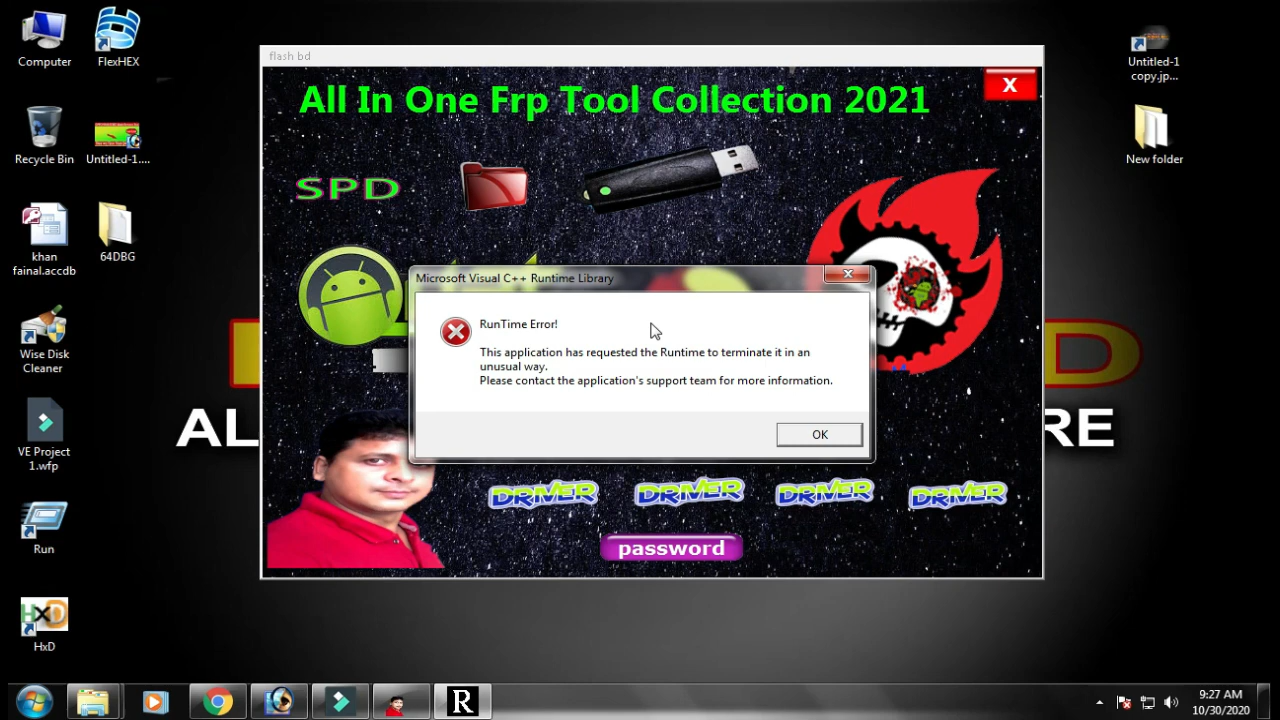 Computer
FlexHEX
Recycle Bin
Untitled-1....
khan
fainal.accdb
64DBG
Wise Disk
Cleaner
VE Project
1.wfp
Run
HxD
HxD
Untitled-1
copy.jp...
New folder
flash bd
All In One Frp Tool Collection 2021
X
SPD
Microsoft Visual C++ Runtime Library
RunTime Error!
This application has requested the Runtime to terminate it in an
unusual way.
Please contact the application's support team for more information.
OK
DRIVER
DRIVER
DRIVER
DRIVER
password
AL
RE
D
R
9:27 AM
10/30/2020